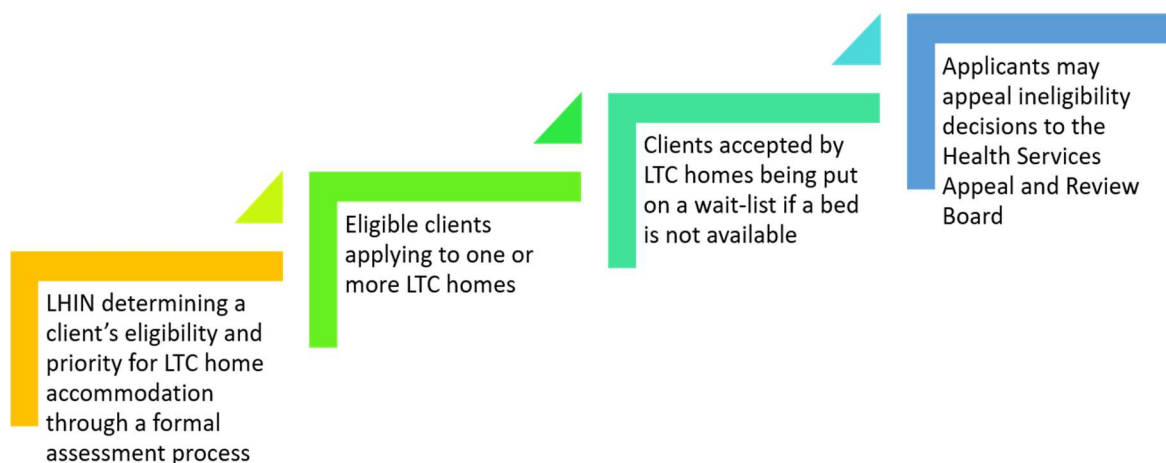 LHIN determining a
client’s eligibility and
priority for LTC home
accommodation
through a formal
assessment process
Eligible clients
applying to one or
more LTC homes
Clients accepted by
LTC homes being put
on a wait-list if a bed
is not available
Applicants may
appeal ineligibility
decisions to the
Health Services
Appeal and Review
Board